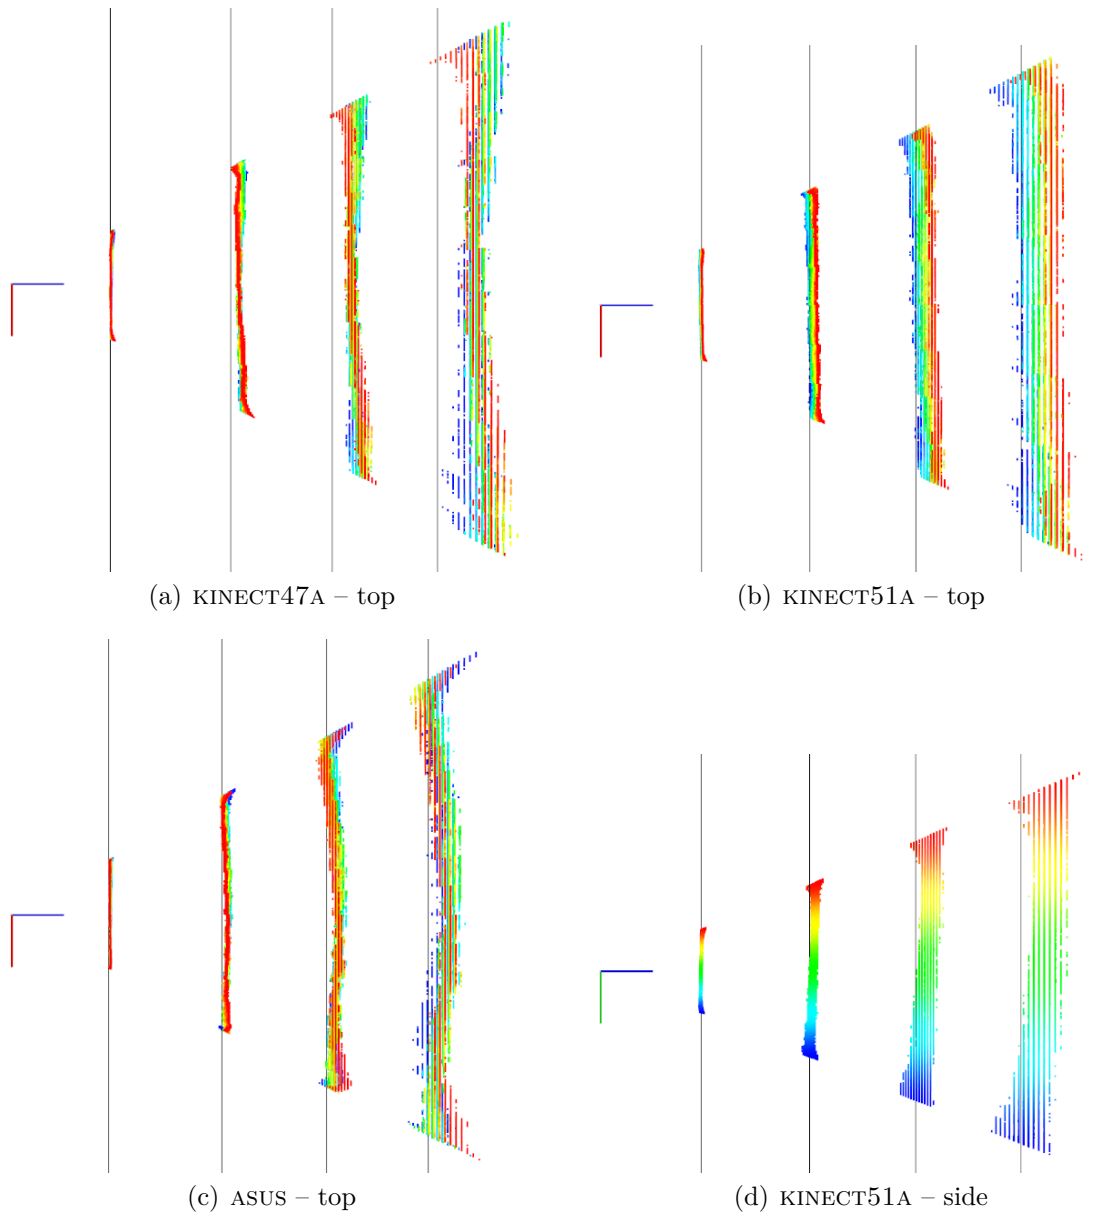 (a) KINECT47A – top
(b) KINECT51A – top
(c) ASUS – top
(d) KINECT51A – side